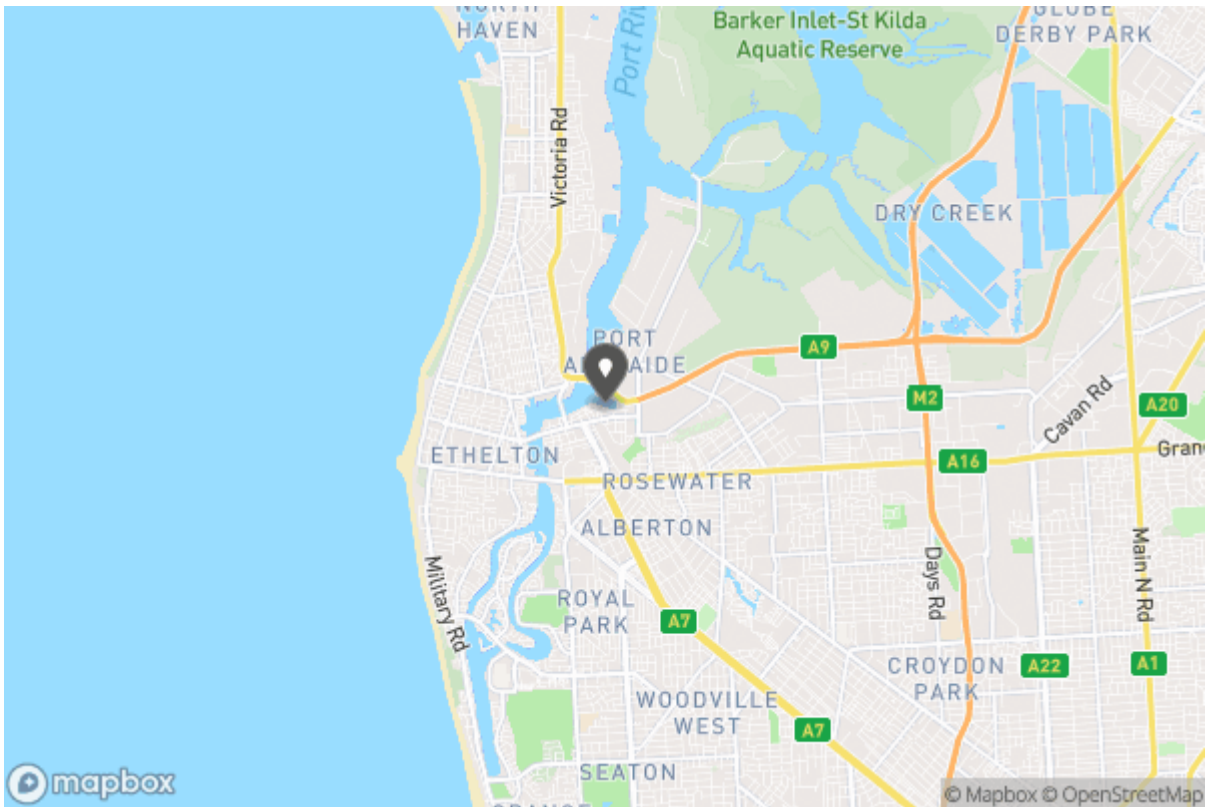 NORTH
HAVEN
Port Riv
Barker Inlet-St Kilda
Aquatic Reserve
GLOBE
DERBY PARK
Victoria Rd
DRY CREEK
PORT
A9
M2
Cavan Rd
A20
ETHELTON
A16
Gran
ROSEWATER
ALBERTON
Military Rd
Days Rd
Main N Rd
ROYAL
PARK
A7
CROYDON
PARK
A22
A1
WOODVILLE
WEST
A7
SEATON
GRANGE
mapbox
© Mapbox © OpenStreetMap